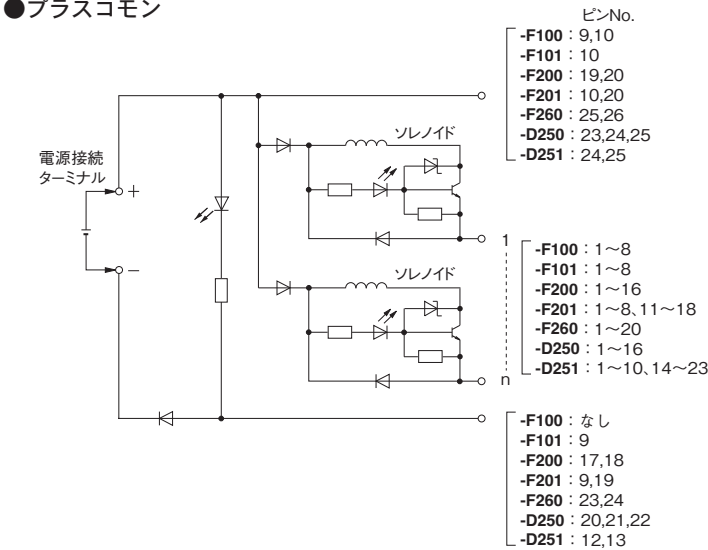 ●プラスコモン
ピンNo.
-F100：9,10
-F101：10
-F200：19,20
-F201：10,20
-F260：25,26
-D250：23,24,25
-D251：24,25
電源接続
ターミナル
+
−
ソレノイド
1
ソレノイド
n
-F100：1～8
-F101：1～8
-F200：1～16
-F201：1～8、11～18
-F260：1～20
-D250：1～16
-D251：1～10、14～23
-F100：なし
-F101：9
-F200：17,18
-F201：9,19
-F260：23,24
-D250：20,21,22
-D251：12,13